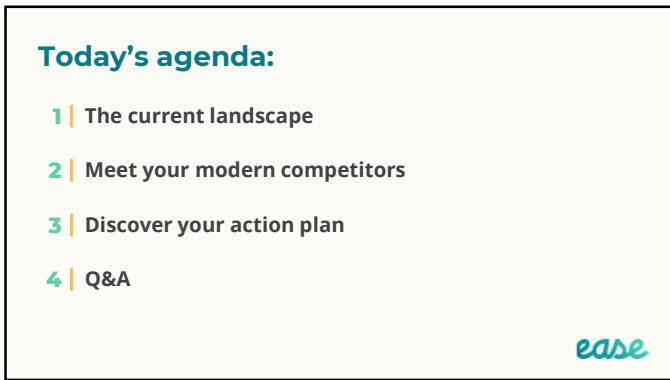 Today’s agenda:
1 | The current landscape
2 | Meet your modern competitors
3 | Discover your action plan
4 | Q&A
ease